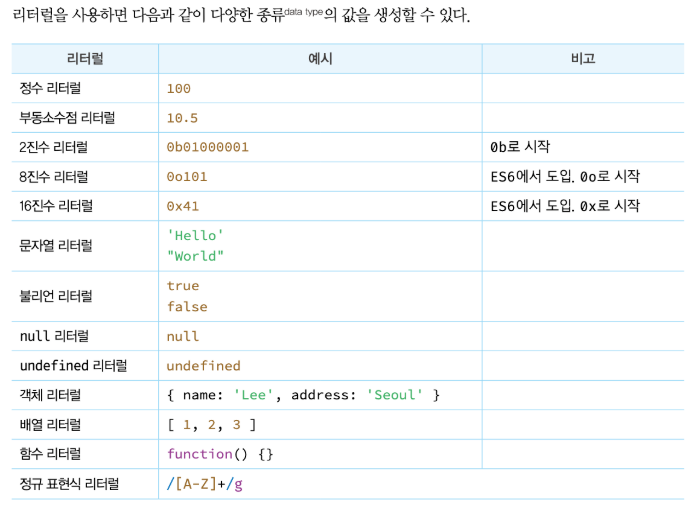 리터럴을 사용하면 다음과 같이 다양한 종류data type의 값을 생성할 수 있다.
리터럴 예시 비고
정수 리터럴 100
부동소수점 리터럴 10.5
2진수 리터럴 0b01000001 0b로 시작
8진수 리터럴 0o101 ES6에서 도입. 0o로 시작
16진수 리터럴 0x41 ES6에서 도입. 0x로 시작
문자열 리터럴 'Hello'
"World"
불리언 리터럴 true
false
null 리터럴 null
undefined 리터럴 undefined
객체 리터럴 { name: 'Lee', address: 'Seoul' }
배열 리터럴 [ 1, 2, 3 ]
함수 리터럴 function() {}
정규 표현식 리터럴 /[A-Z]+/g